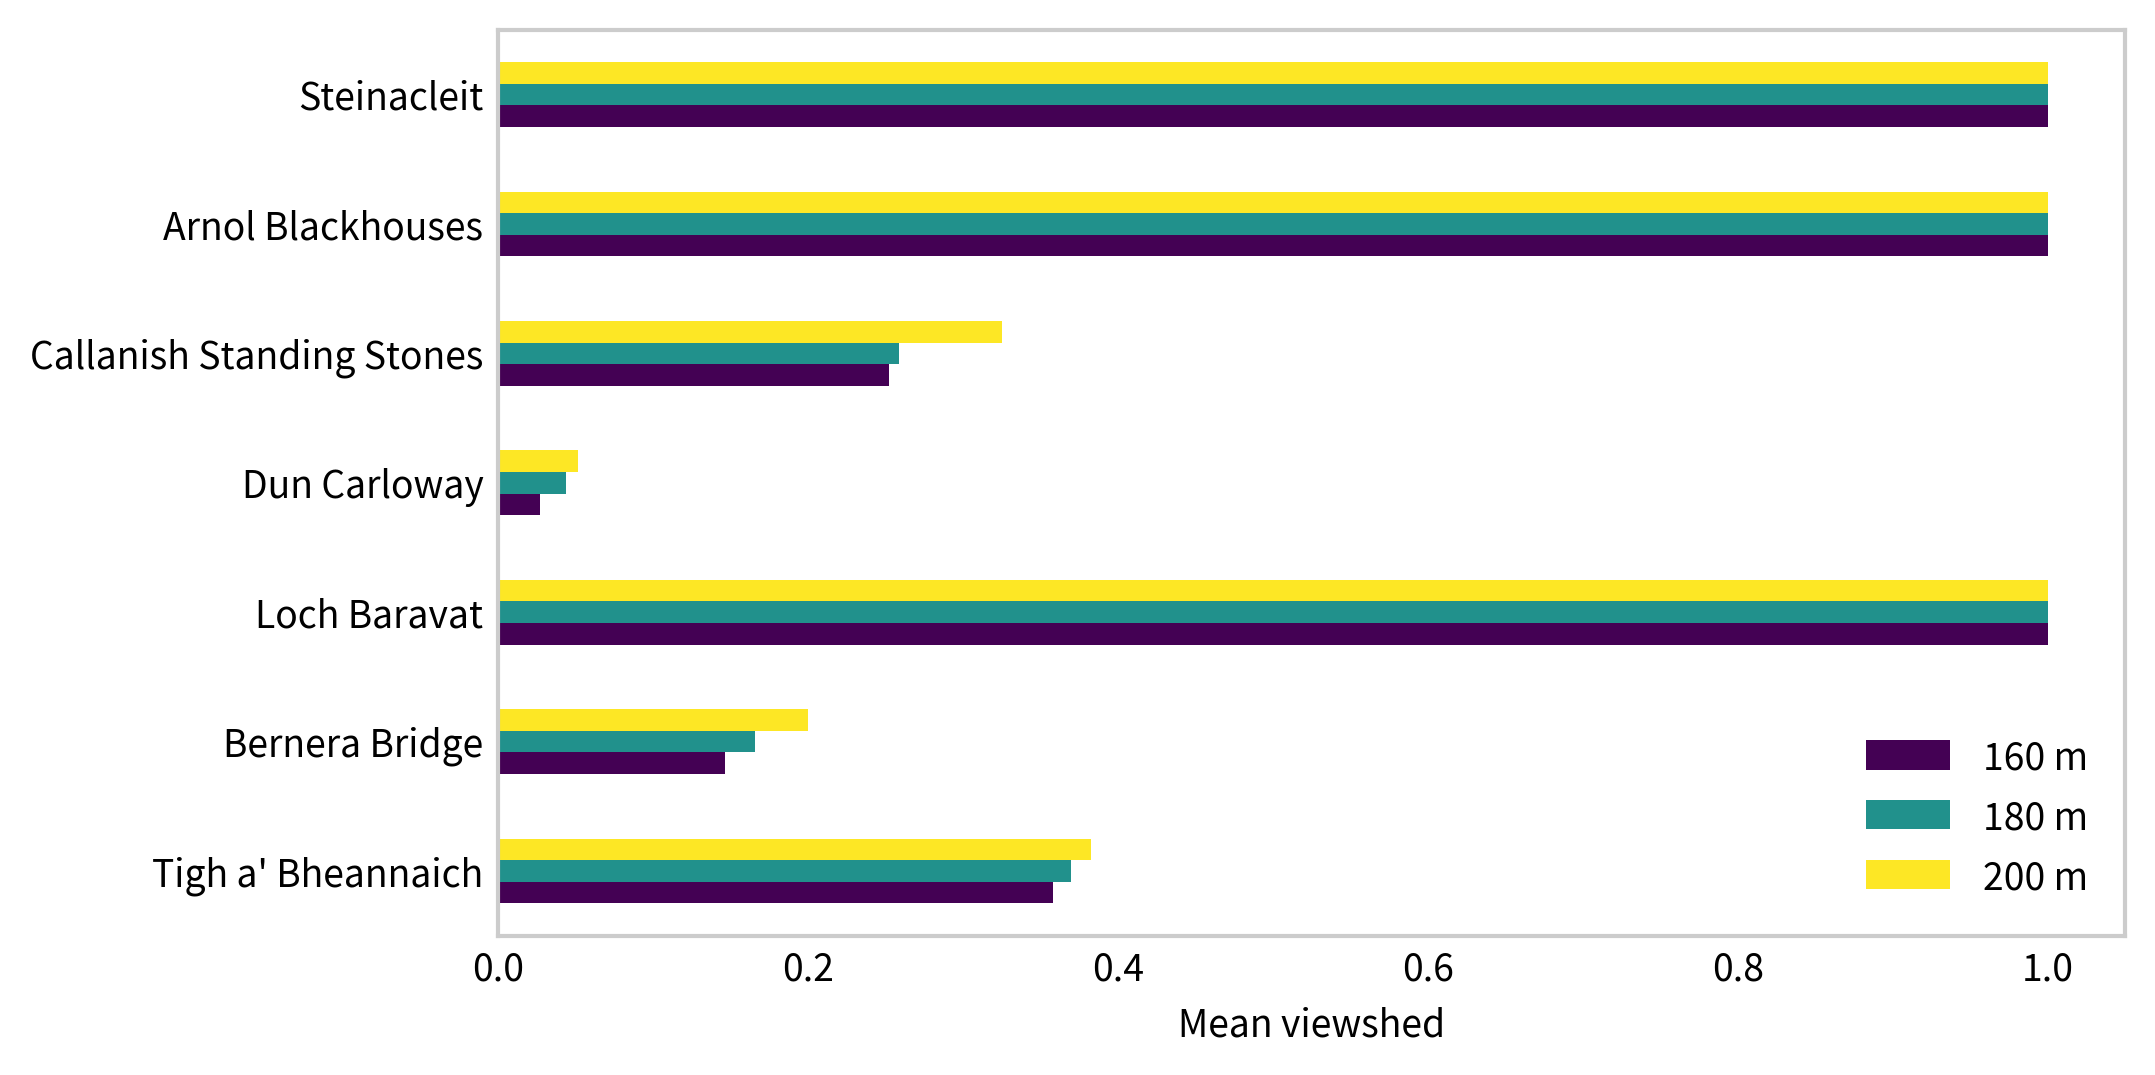 Steinacleit
Arnol Blackhouses
Callanish Standing Stones
Dun Carloway
Loch Baravat
Bernera Bridge
Tigh a' Bheannaich
160 m
180 m
200 m
0.0 0.2 0.4 0.6 0.8 1.0
Mean viewshed